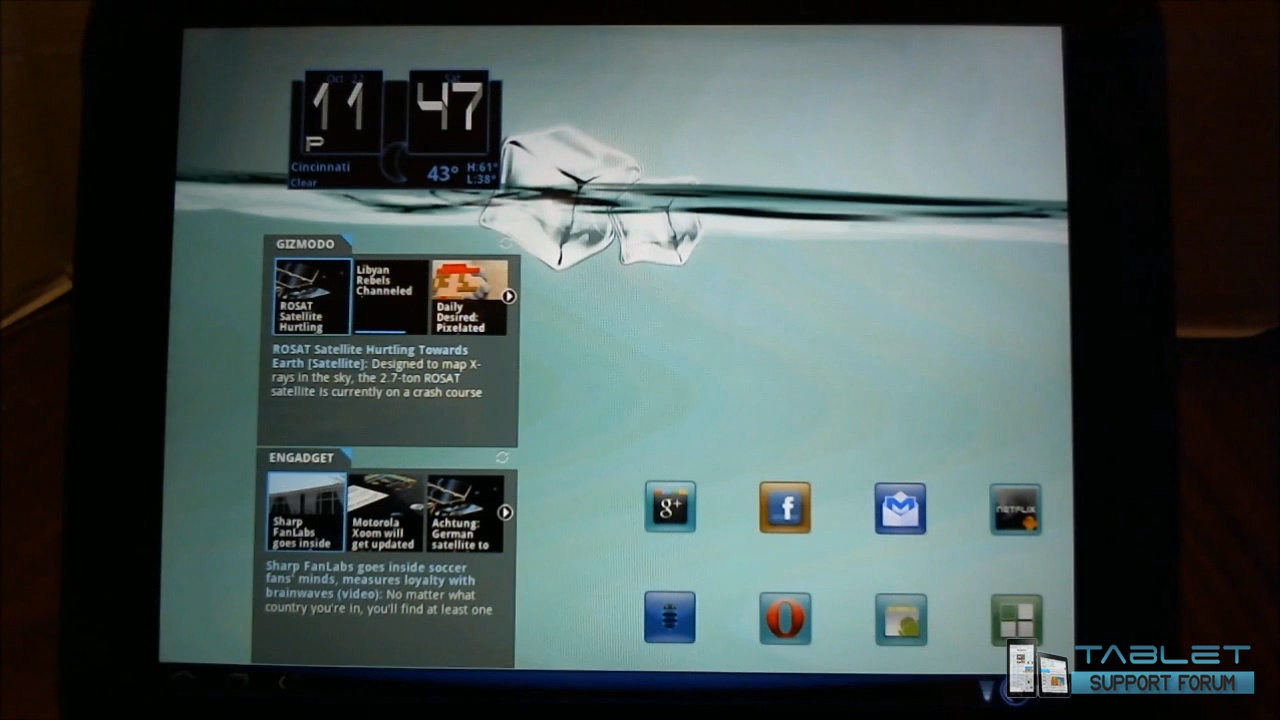 Oct 22 Sat
11 47
P
Cincinnati
Clear
43°
H:61°
L:38°
GIZMODO
ROSAT
Satellite
Hurtling
Libyan
Rebels
Channeled
Daily
Desired:
Pixelated
ROSAT Satellite Hurtling Towards
Earth [Satellite]: Designed to map X-
rays in the sky, the 2.7-ton ROSAT
satellite is currently on a crash course
ENGADGET
Sharp
FanLabs
goes inside
Motorola
Xoom will
get updated
Achtung:
German
satellite to
Sharp FanLabs goes inside soccer
fans' minds, measures loyalty with
brainwaves (video): No matter what
country you're in, you'll find at least one
g+
f
NETFLIX
TABLET
SUPPORT FORUM